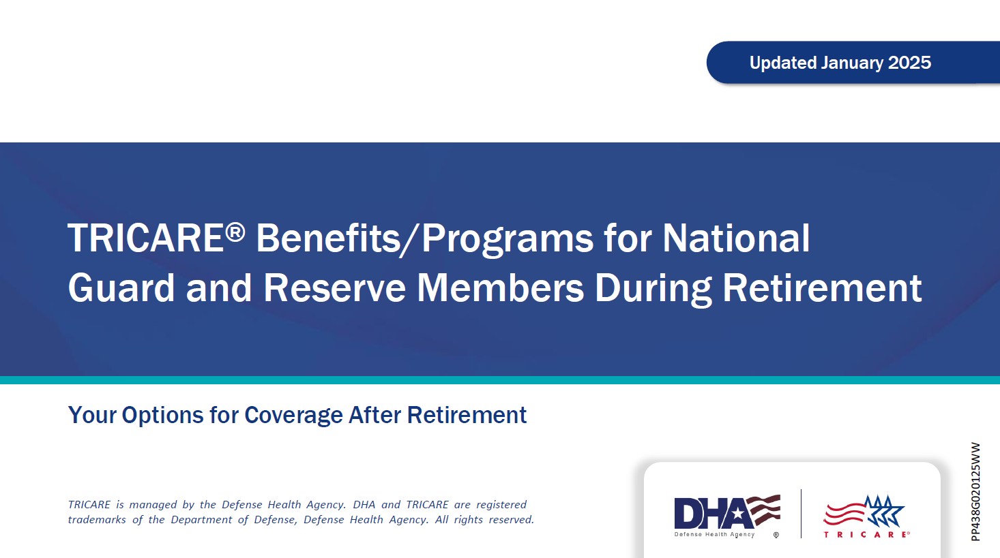 Updated January 2025
TRICARE® Benefits/Programs for National
Guard and Reserve Members During Retirement
Your Options for Coverage After Retirement
TRICARE is managed by the Defense Health Agency. DHA and TRICARE are registered
trademarks of the Department of Defense, Defense Health Agency. All rights reserved.
DHA
Defense Health Agency ®
TRICARE®
PP438G020125WW